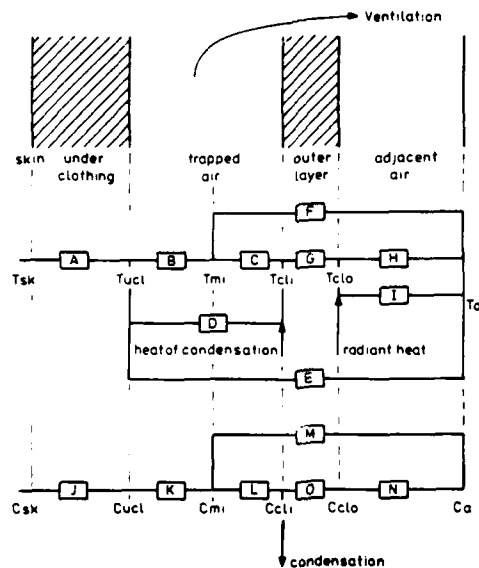 Ventilation
skin under clothing trapped air outer layer adjacent air
F
A B C G H
Tsk Tucl Tmi Tcli Tclo
I
Ta
D
heat of condensation radiant heat
E
M
J K L O N
Csk Cucl Cmi Ccli Cclo Ca
condensation